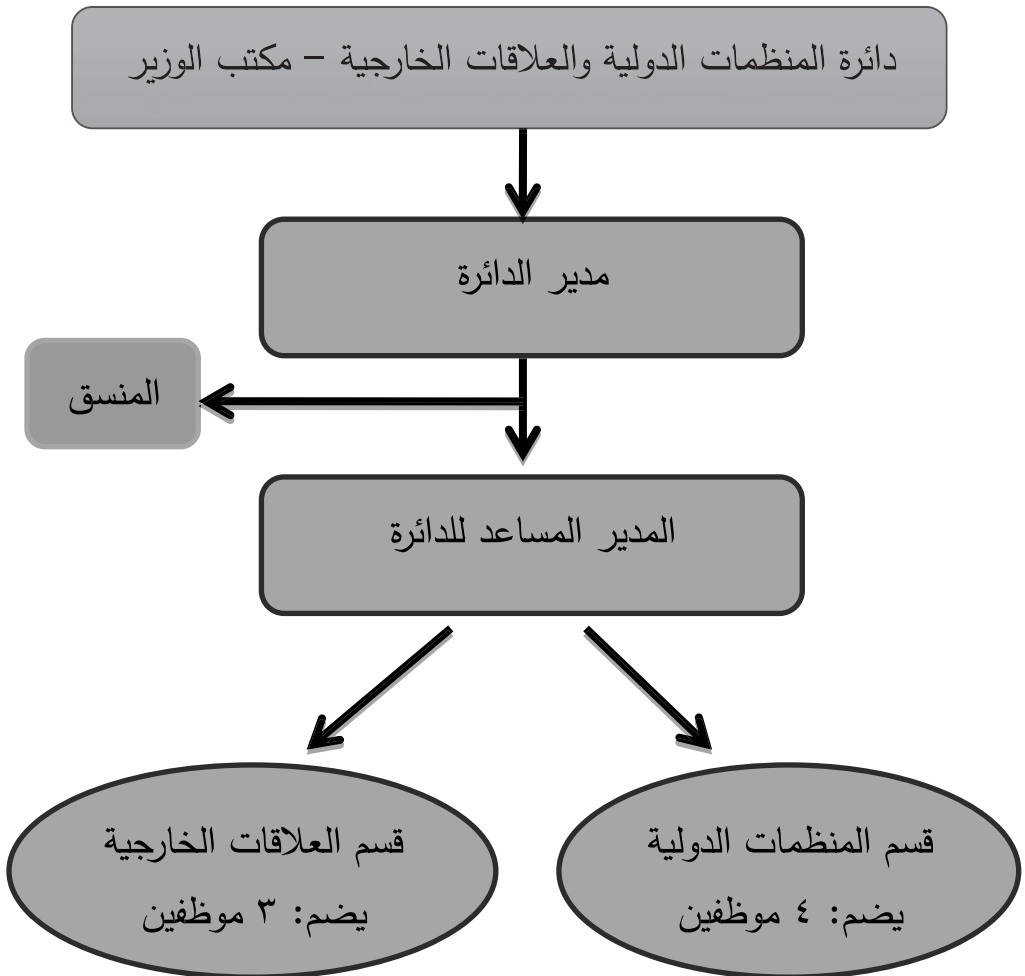 دائرة المنظمات الدولية والعلاقات الخارجية – مكتب الوزير
مدير الدائرة
المنسق
المدير المساعد للدائرة
قسم المنظمات الدولية
يضم: ٤ موظفين
قسم العلاقات الخارجية
يضم: ٣ موظفين